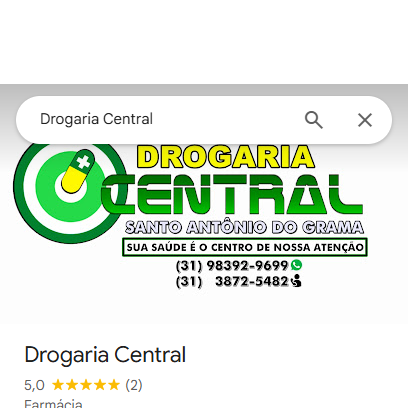 Drogaria Central
DROGARIA
CENTRAL
SANTO ANTÔNIO DO GRAMA
SUA SAÚDE É O CENTRO DE NOSSA ATENÇÃO
(31) 98392-9699
(31) 3872-5482
Drogaria Central
5,0 (2)
Farmácia